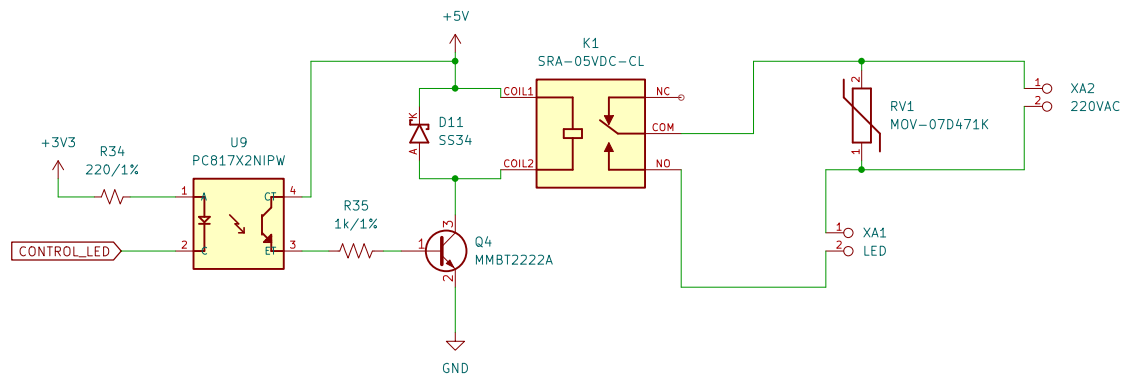 +5V
K1
SRA-05VDC-CL
COIL1
NC
COM
COIL2
NO
K
D11
SS34
A
2
RV1
MOV-07D471K
1
1
XA2
2
220VAC
+3V3
R34
220/1%
U9
PC817X2NIPW
1
A
CT
4
CONTROL_LED
2
C
ET
3
R35
1k/1%
1
3
Q4
MMBT2222A
2
1
XA1
2
LED
GND